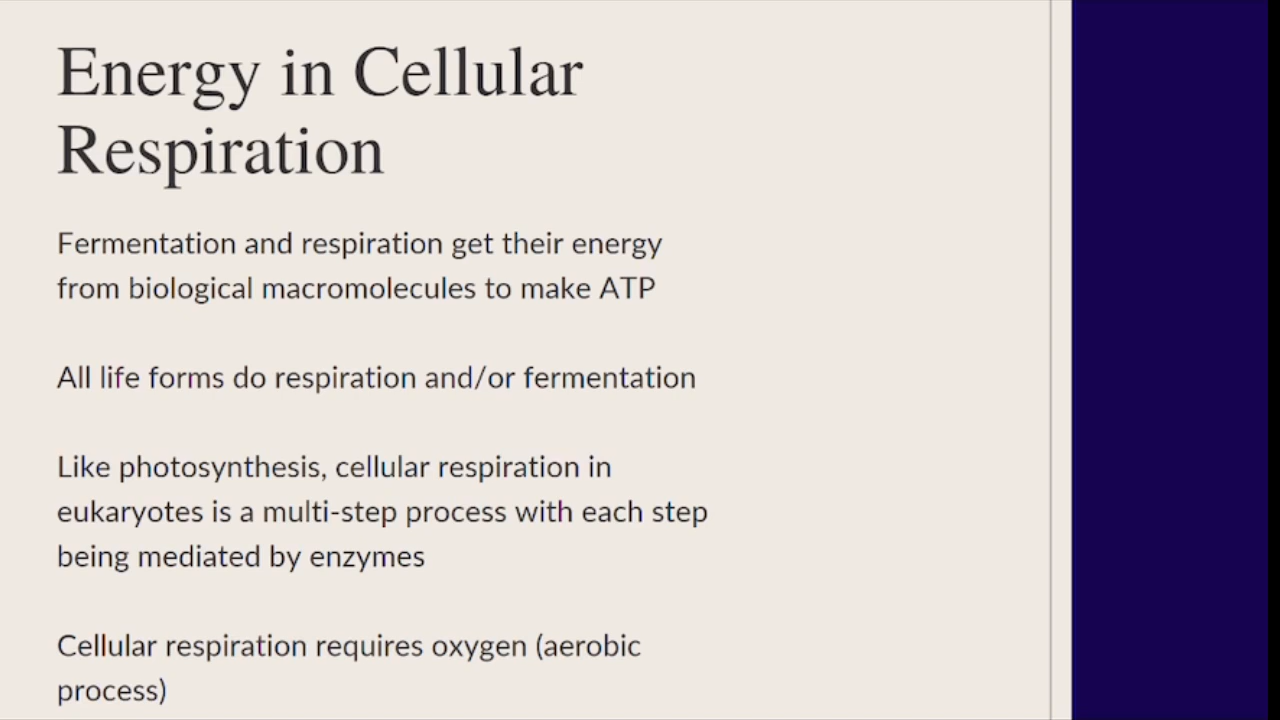 Energy in Cellular
Respiration
Fermentation and respiration get their energy
from biological macromolecules to make ATP
All life forms do respiration and/or fermentation
Like photosynthesis, cellular respiration in
eukaryotes is a multi-step process with each step
being mediated by enzymes
Cellular respiration requires oxygen (aerobic
process)